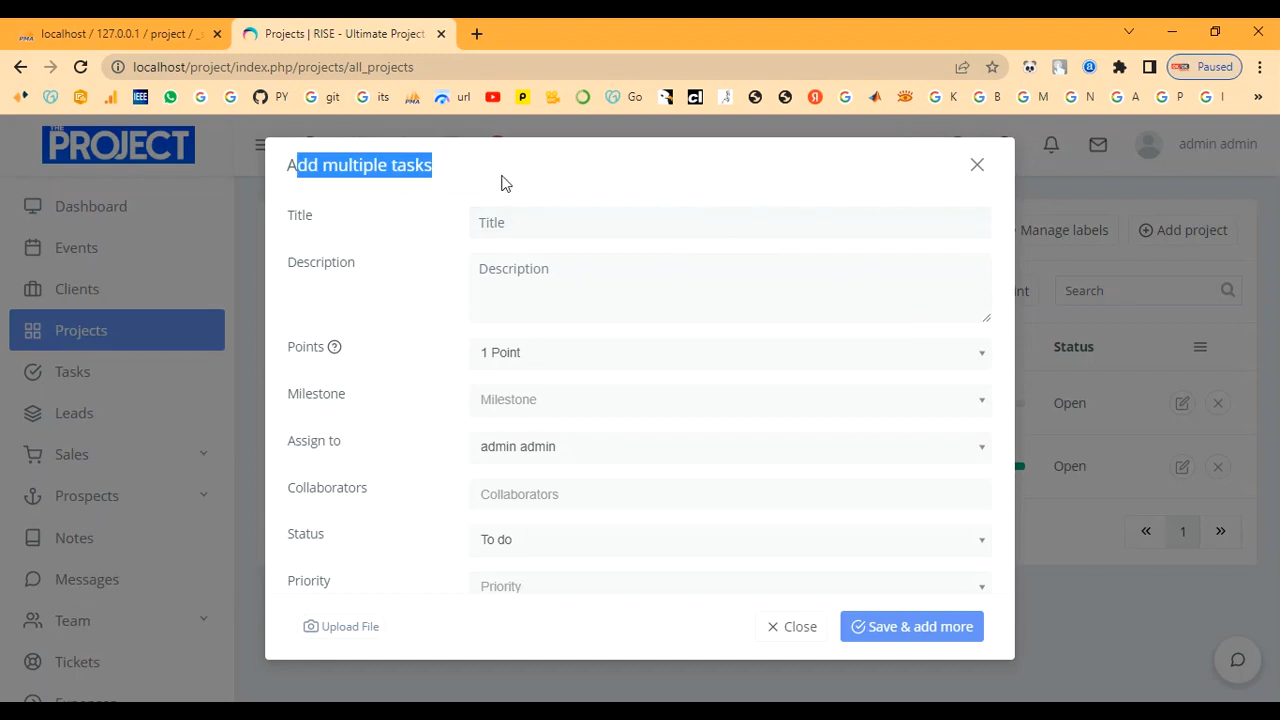 localhost / 127.0.0.1 / project / _s
Projects | RISE - Ultimate Project
localhost/project/index.php/projects/all_projects
Paused
PY
git
its
url
Go
K
B
M
N
A
P
I
IEEE
THE
PROJECT
admin admin
Dashboard
Events
Clients
Projects
Tasks
Leads
Sales
Prospects
Notes
Messages
Team
Tickets
Add multiple tasks
Title
Title
Description
Description
Points
1 Point
Milestone
Milestone
Assign to
admin admin
Collaborators
Collaborators
Status
To do
Priority
Priority
Upload File
Close
Save & add more
Manage labels
Add project
Search
Status
Open
Open
1